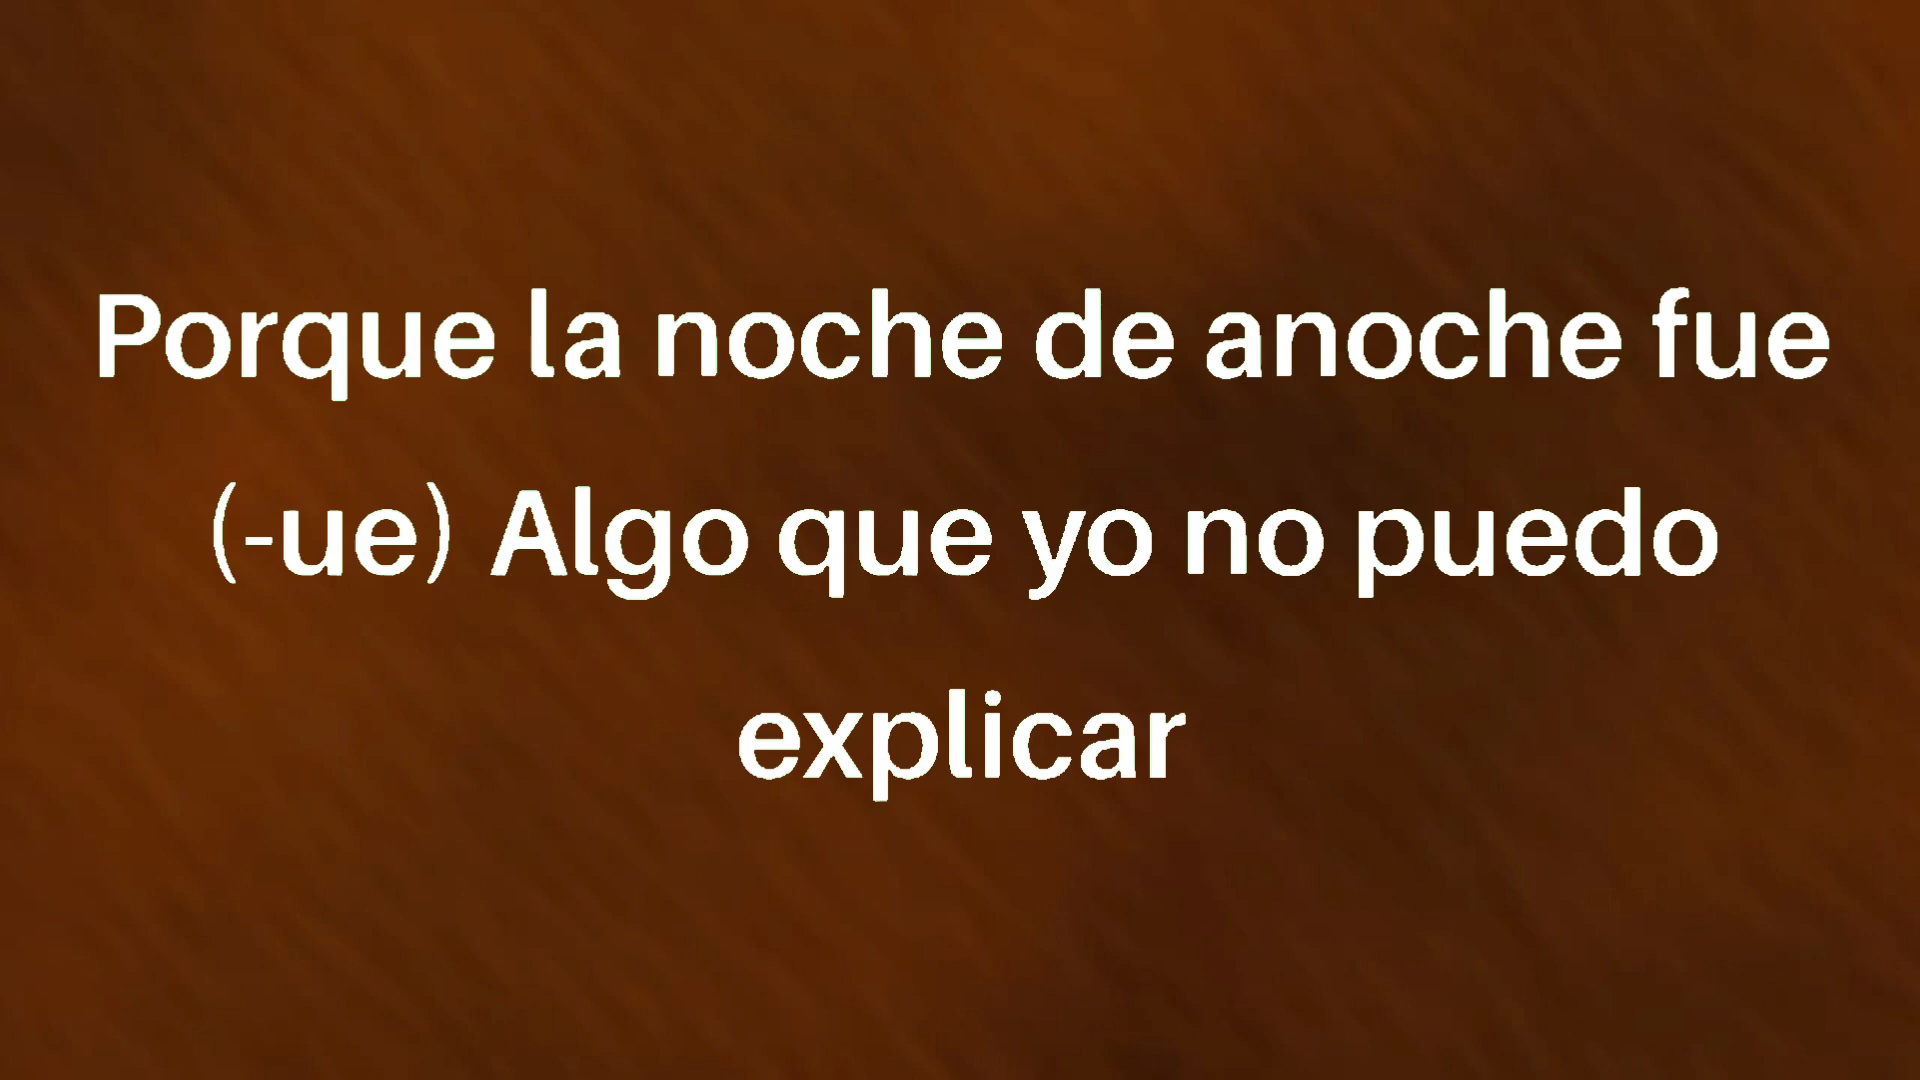 Porque la noche de anoche fue
(-ue) Algo que yo no puedo
explicar